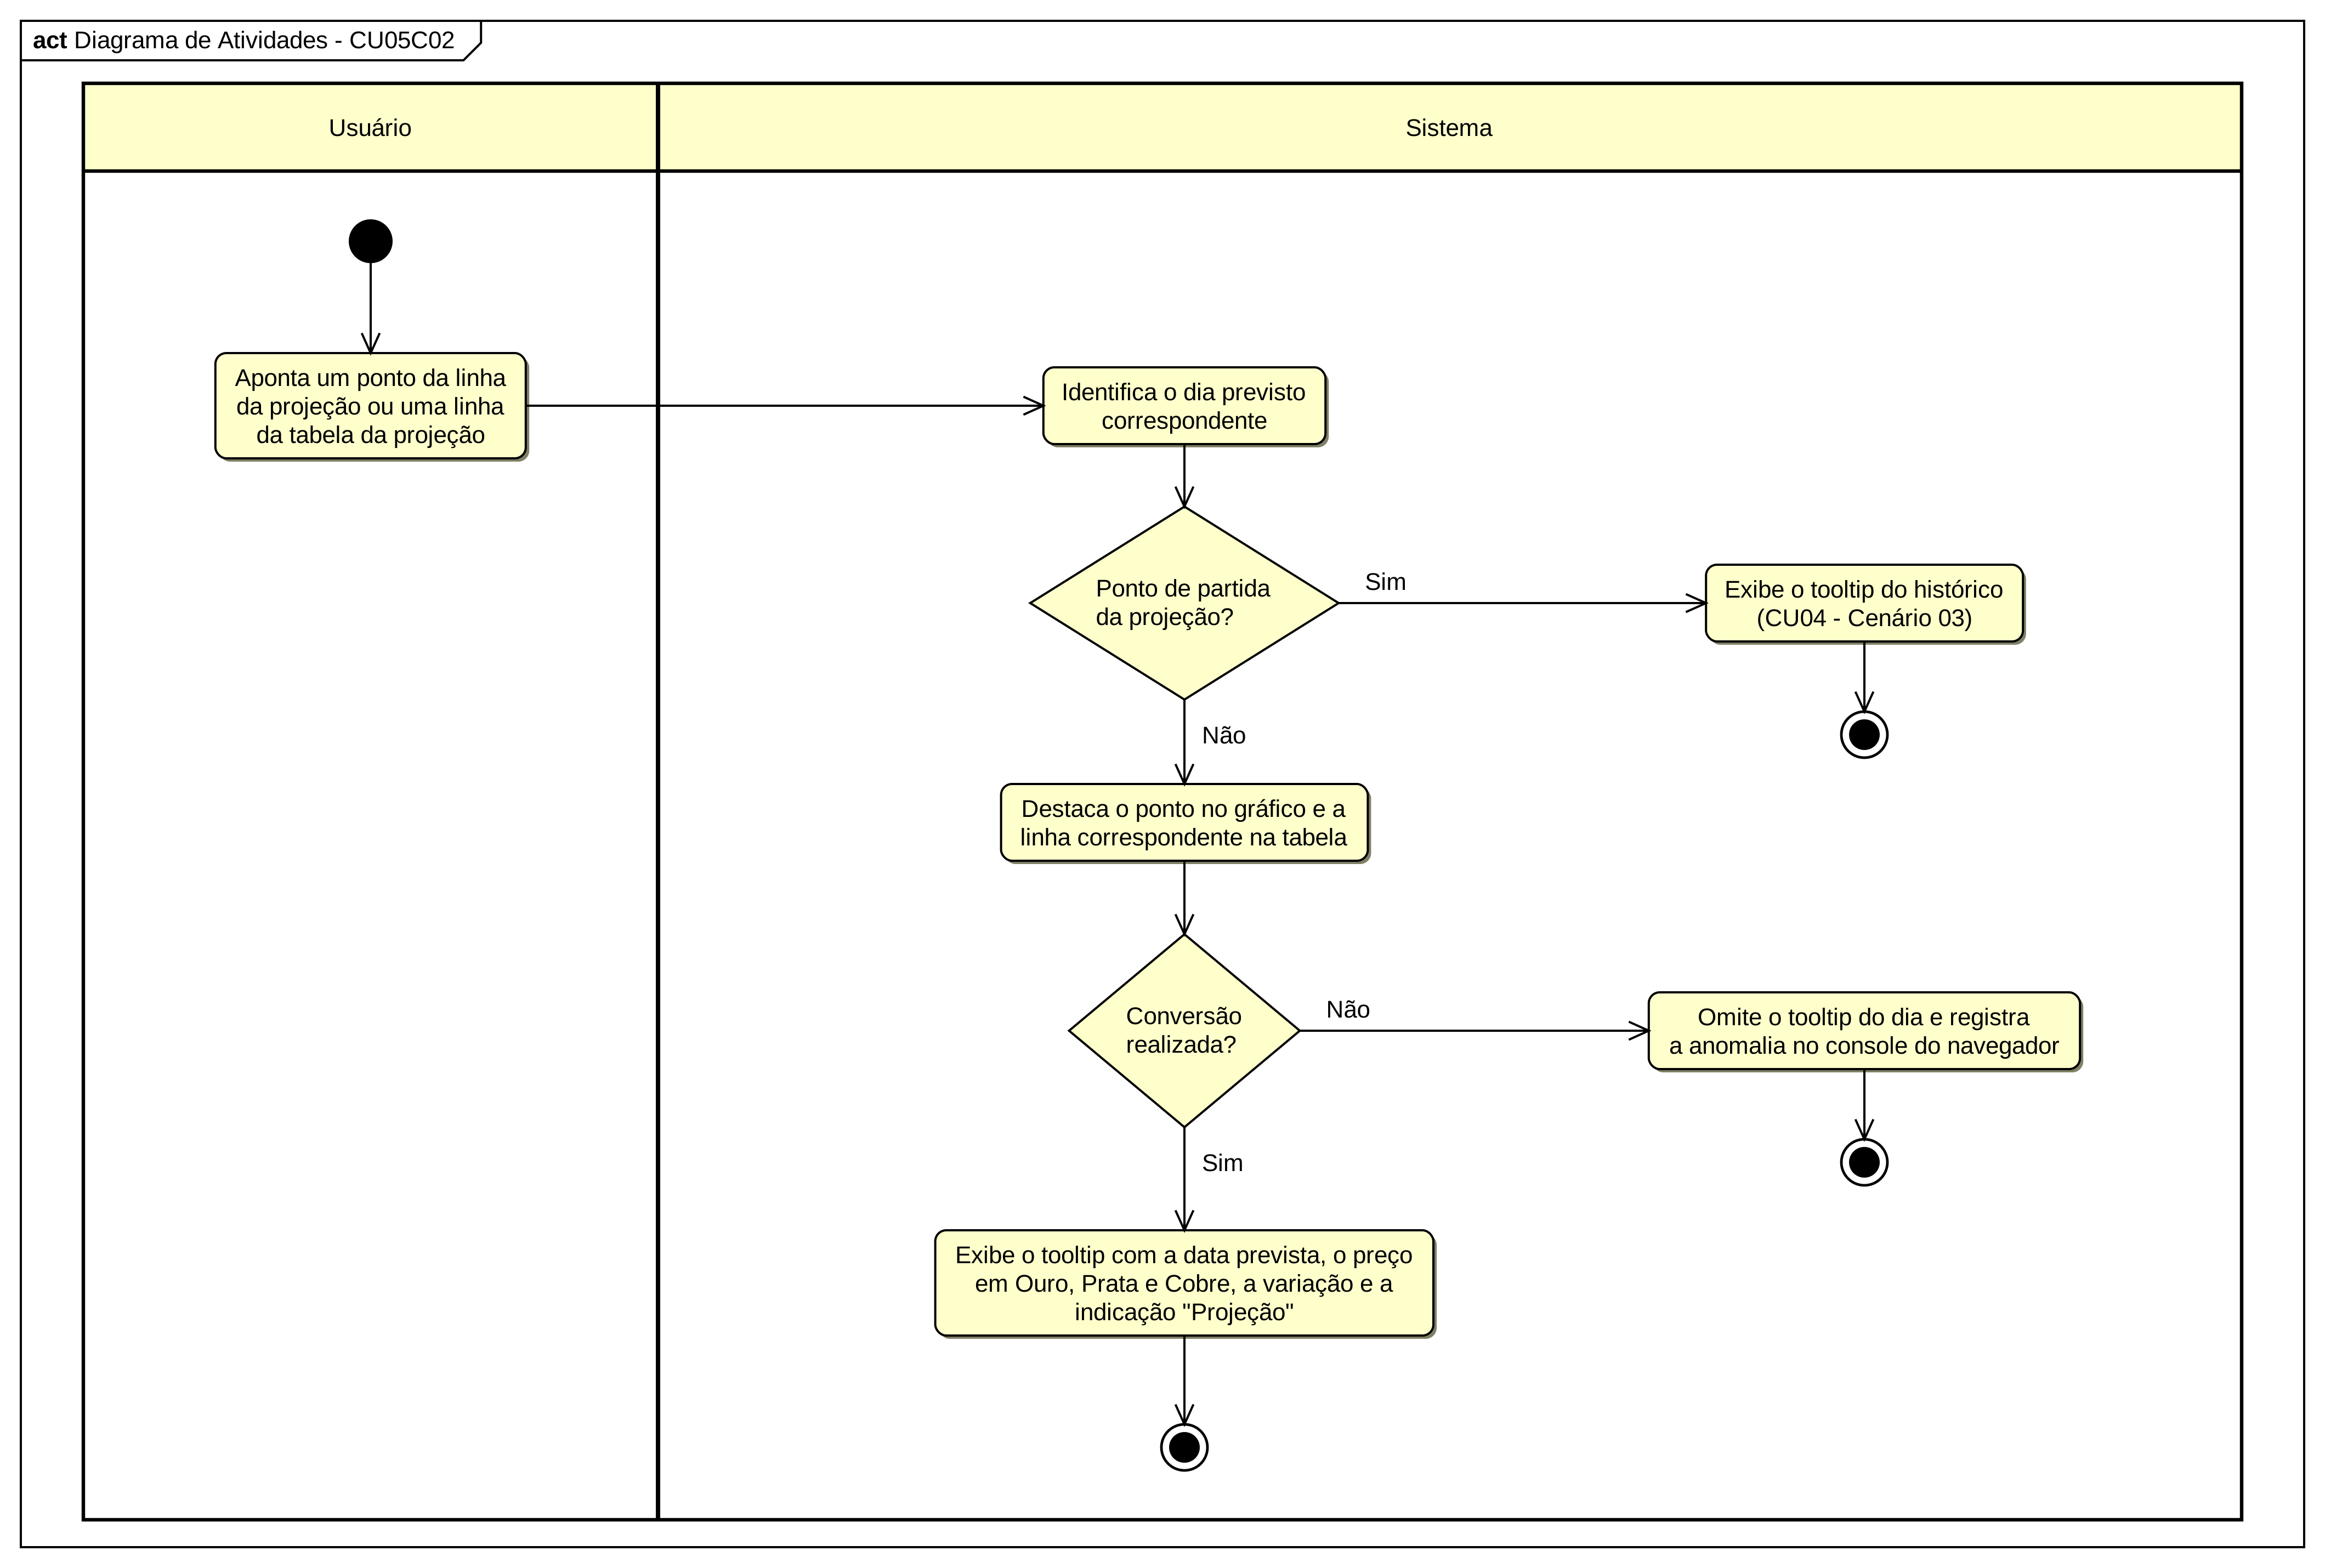 act Diagrama de Atividades - CU05C02
Usuário
Sistema
Aponta um ponto da linha
da projeção ou uma linha
da tabela da projeção
Identifica o dia previsto
correspondente
Ponto de partida
da projeção?
Sim
Exibe o tooltip do histórico
(CU04 - Cenário 03)
Não
Destaca o ponto no gráfico e a
linha correspondente na tabela
Conversão
realizada?
Não
Omite o tooltip do dia e registra
a anomalia no console do navegador
Sim
Exibe o tooltip com a data prevista, o preço
em Ouro, Prata e Cobre, a variação e a
indicação "Projeção"